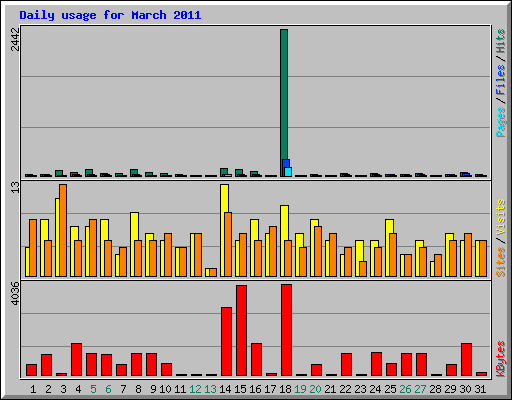 Daily usage for March 2011
2442
Pages / Files / Hits
13
Sites / Visits
4036
KBytes
1 2 3 4 5 6 7 8 9 10 11 12 13 14 15 16 17 18 19 20 21 22 23 24 25 26 27 28 29 30 31